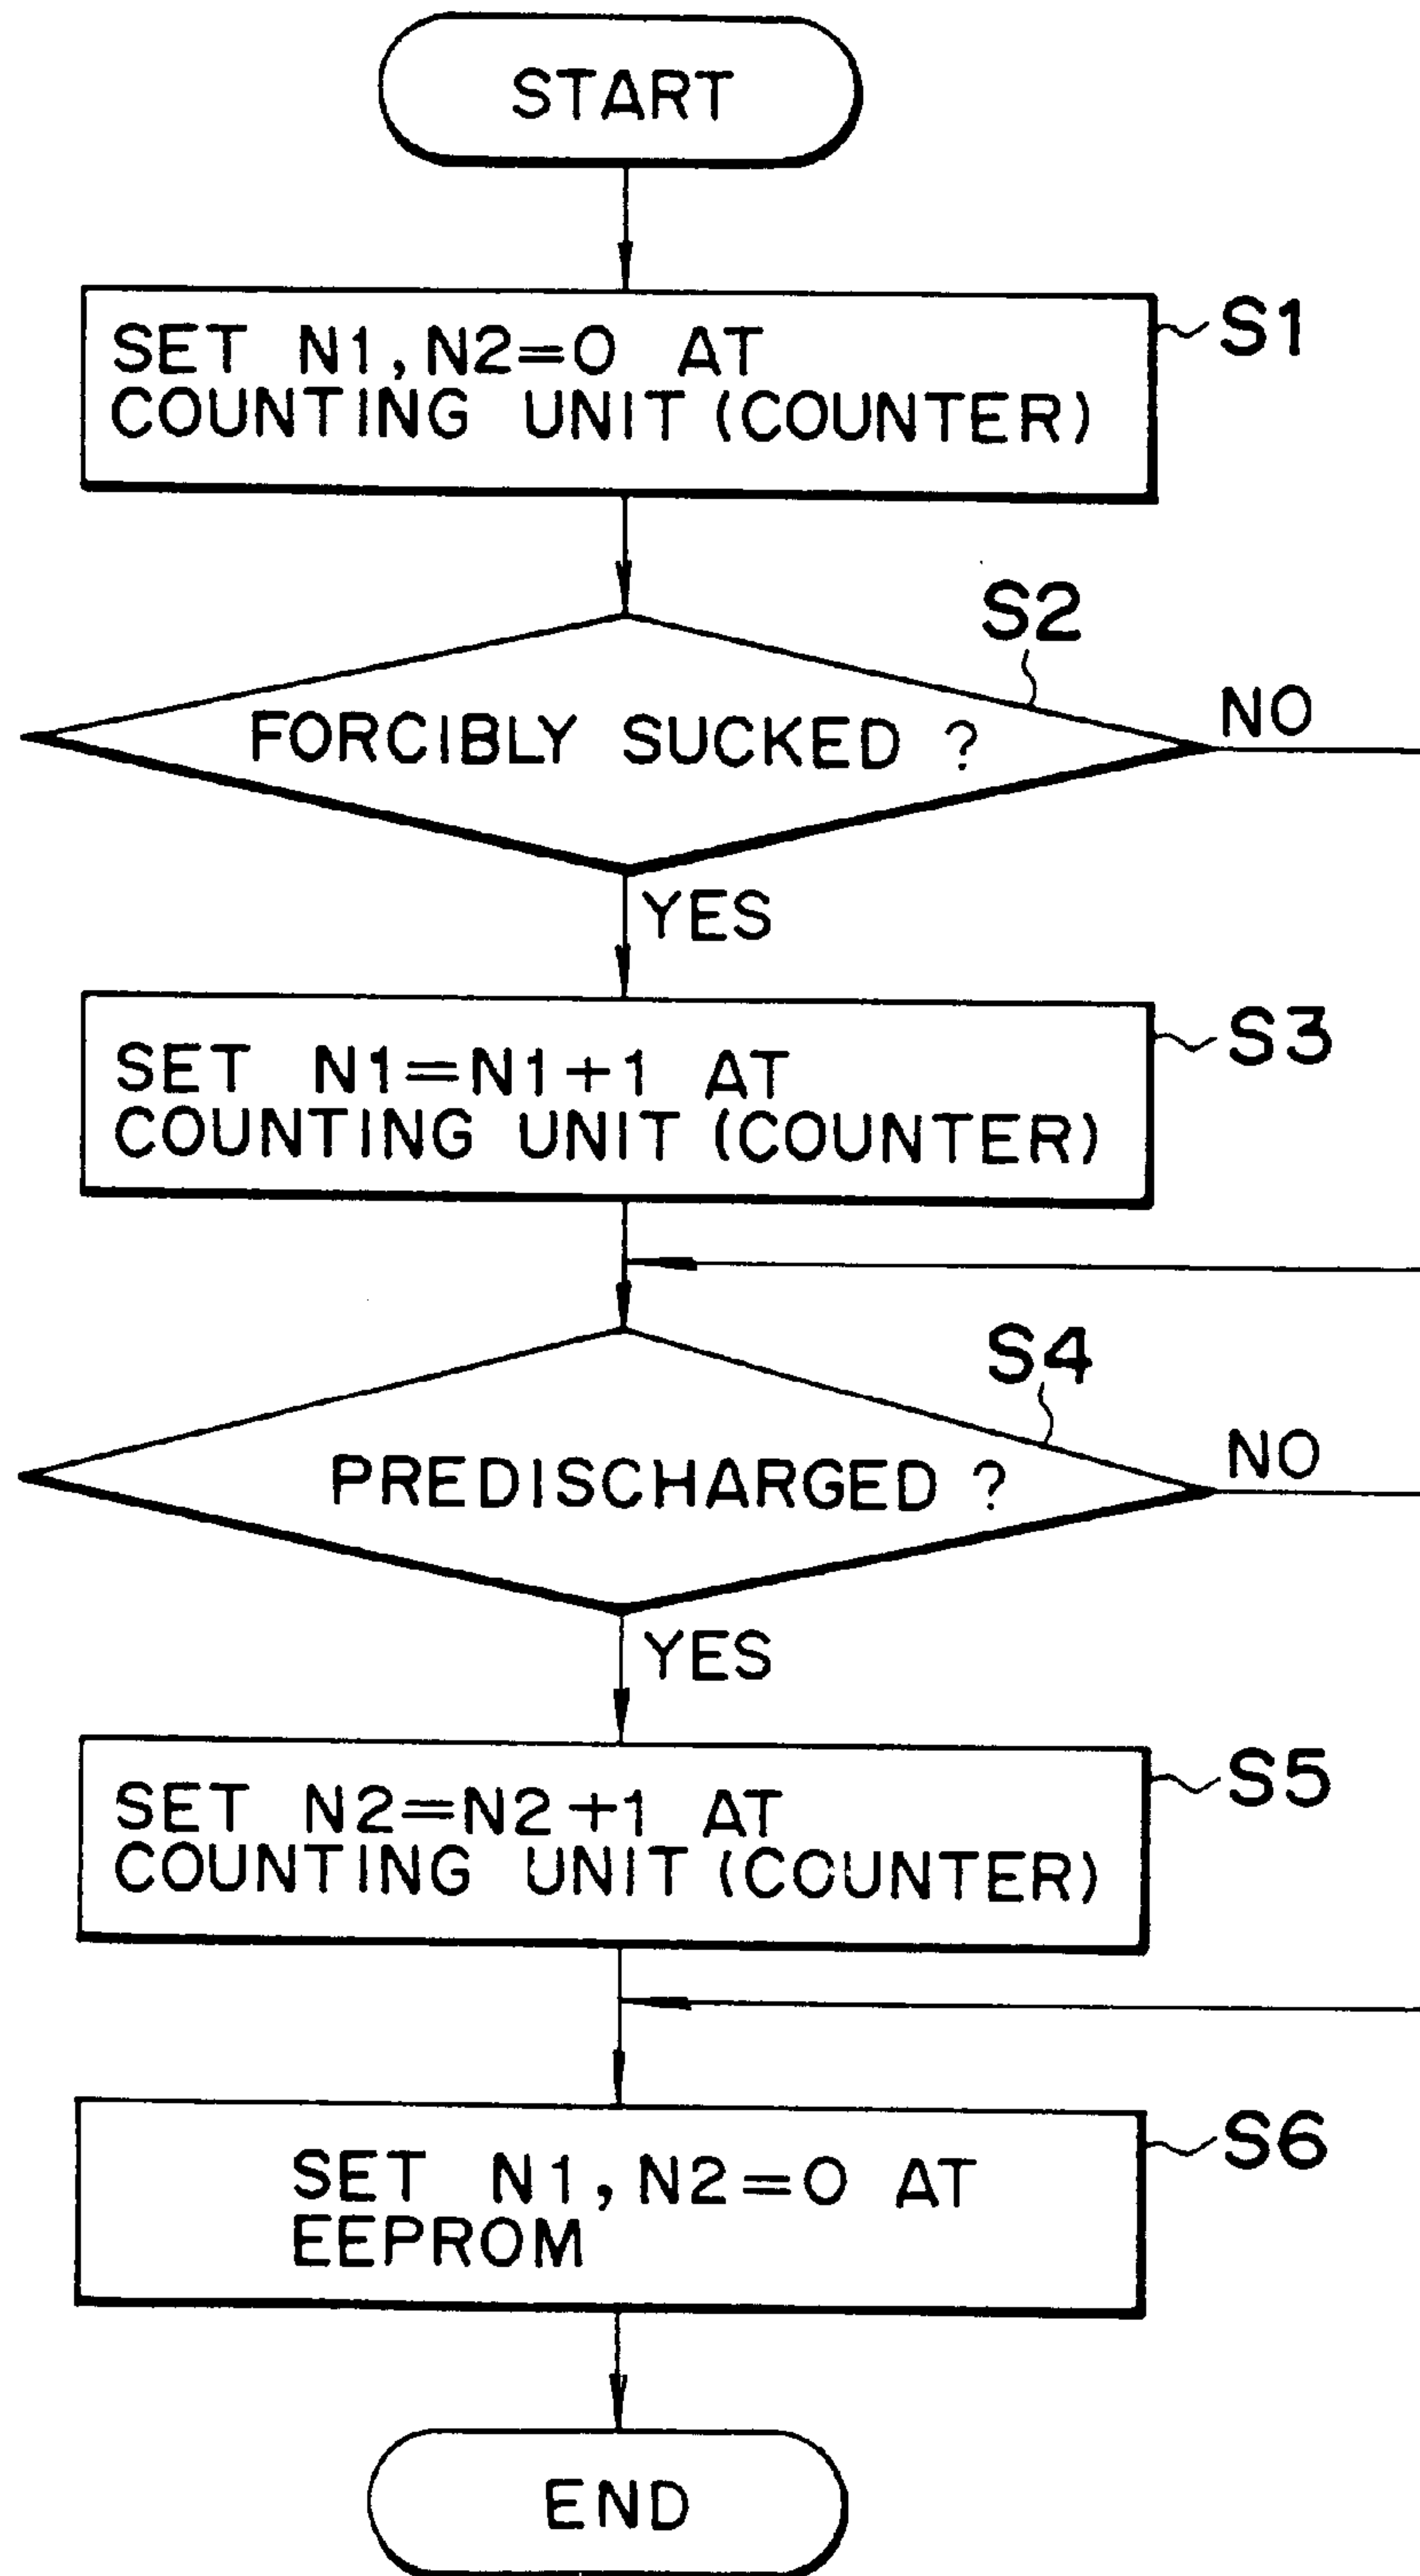 START
SET N1, N2=0 AT
COUNTING UNIT (COUNTER)
S1
S2
FORCIBLY SUCKED ?
NO
YES
SET N1=N1+1 AT
COUNTING UNIT (COUNTER)
S3
S4
PREDISCHARGED ?
NO
YES
SET N2=N2+1 AT
COUNTING UNIT (COUNTER)
S5
SET N1, N2=0 AT
EEPROM
S6
END